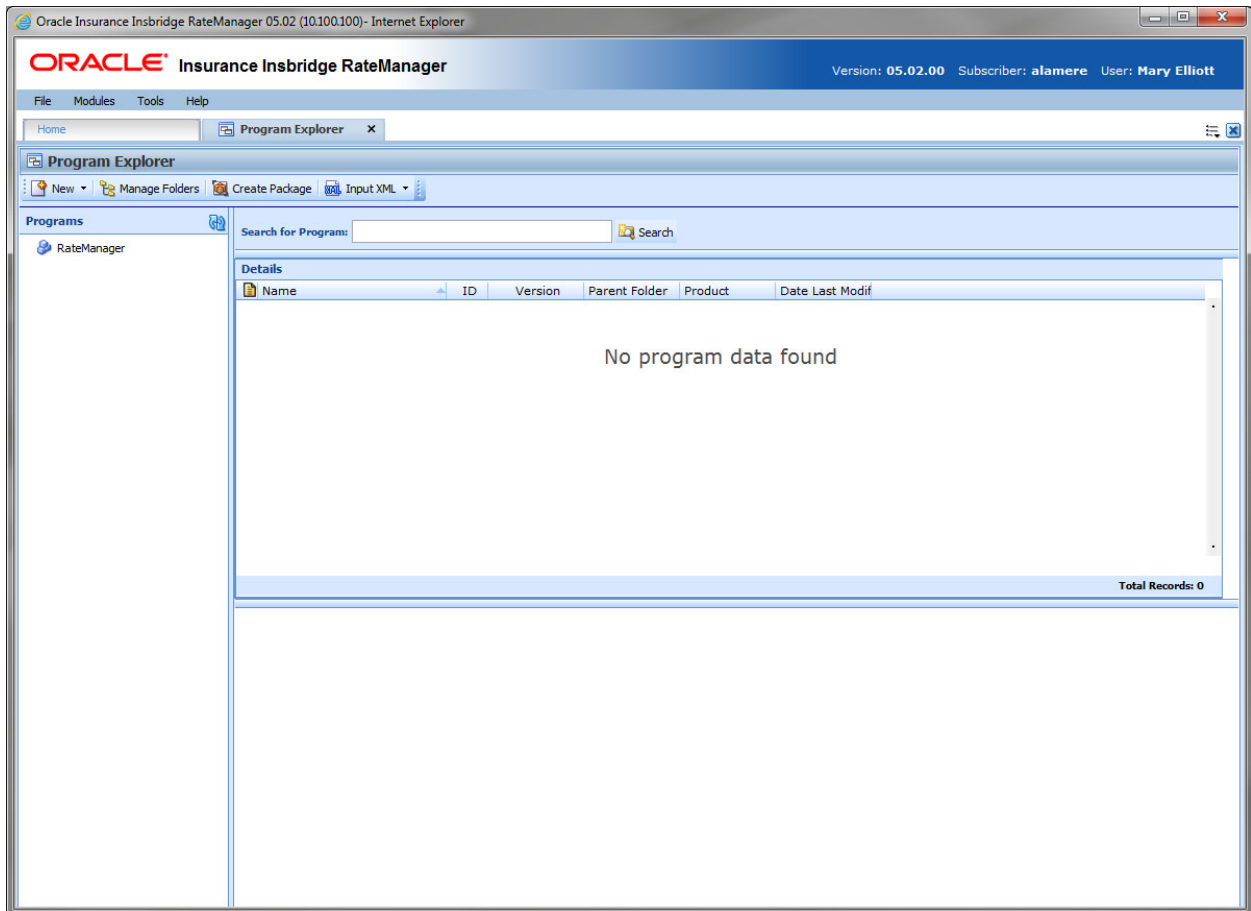 Oracle Insurance Insbridge RateManager 05.02 (10.100.100)- Internet Explorer
ORACLE® Insurance Insbridge RateManager
Version: 05.02.00 Subscriber: alamere User: Mary Elliott
File Modules Tools Help
Home Program Explorer x
Program Explorer
New Manage Folders Create Package XML Input XML
Programs
RateManager
Search for Program: Search
Details
Name ID Version Parent Folder Product Date Last Modif
No program data found
Total Records: 0